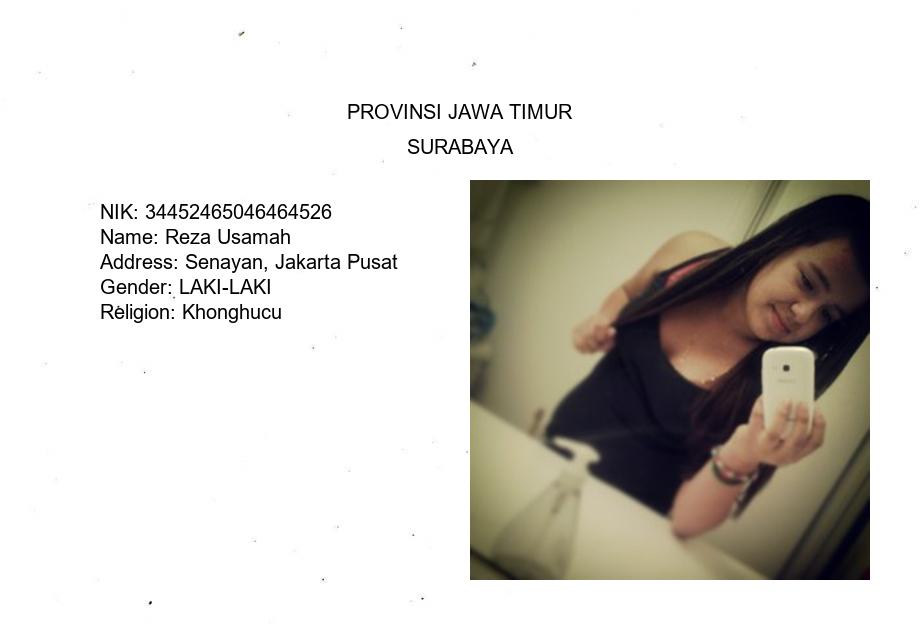 PROVINSI JAWA TIMUR
SURABAYA
NIK: 34452465046464526
Name: Reza Usamah
Address: Senayan, Jakarta Pusat
Gender: LAKI-LAKI
Religion: Khonghucu